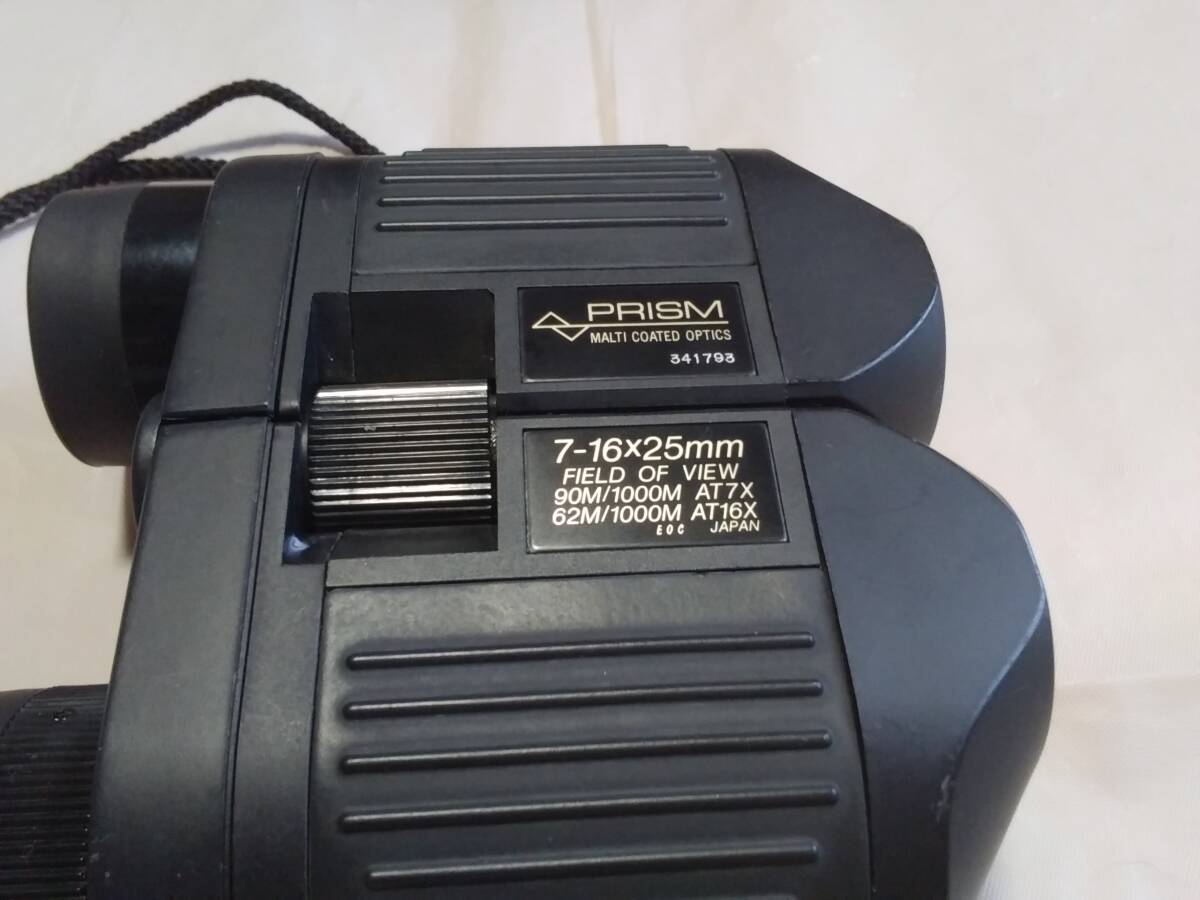 PRISM
MALTI COATED OPTICS
341793
7-16x25mm
FIELD OF VIEW
90M/1000M AT7X
62M/1000M AT16X
EOC JAPAN